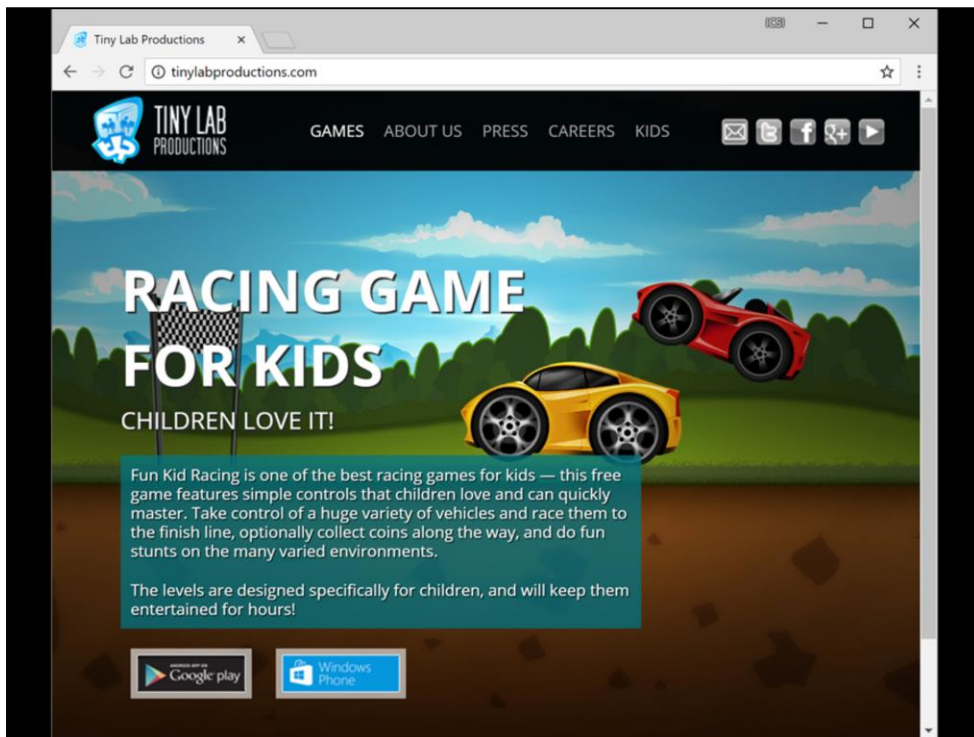 Tiny Lab Productions
tinylabproductions.com
TINY LAB
PRODUCTIONS
GAMES ABOUT US PRESS CAREERS KIDS
RACING GAME
FOR KIDS
CHILDREN LOVE IT!
Fun Kid Racing is one of the best racing games for kids — this free
game features simple controls that children love and can quickly
master. Take control of a huge variety of vehicles and race them to
the finish line, optionally collect coins along the way, and do fun
stunts on the many varied environments.
The levels are designed specifically for children, and will keep them
entertained for hours!
ANDROID APP ON
Google play
Windows
Phone